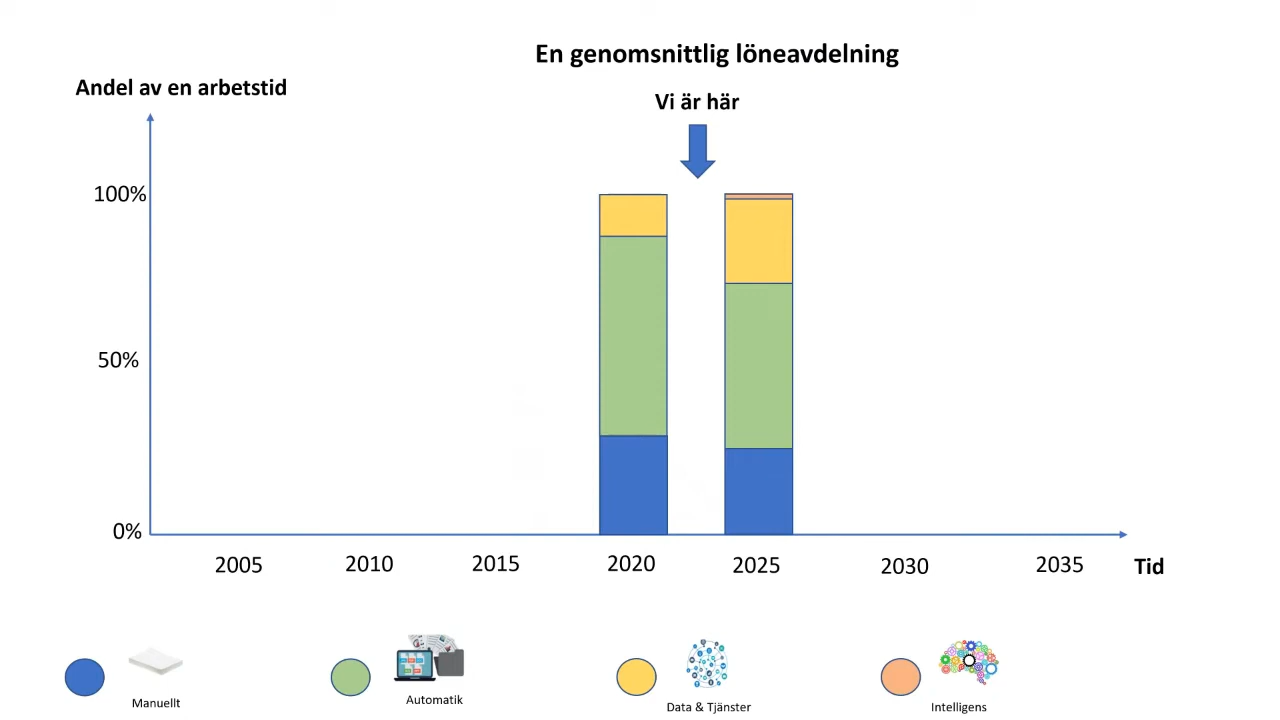 En genomsnittlig löneavdelning
Andel av en arbetstid
Vi är här
100%
50%
0%
2005 2010 2015 2020 2025 2030 2035 Tid
Manuellt Automatik Data & Tjänster Intelligens